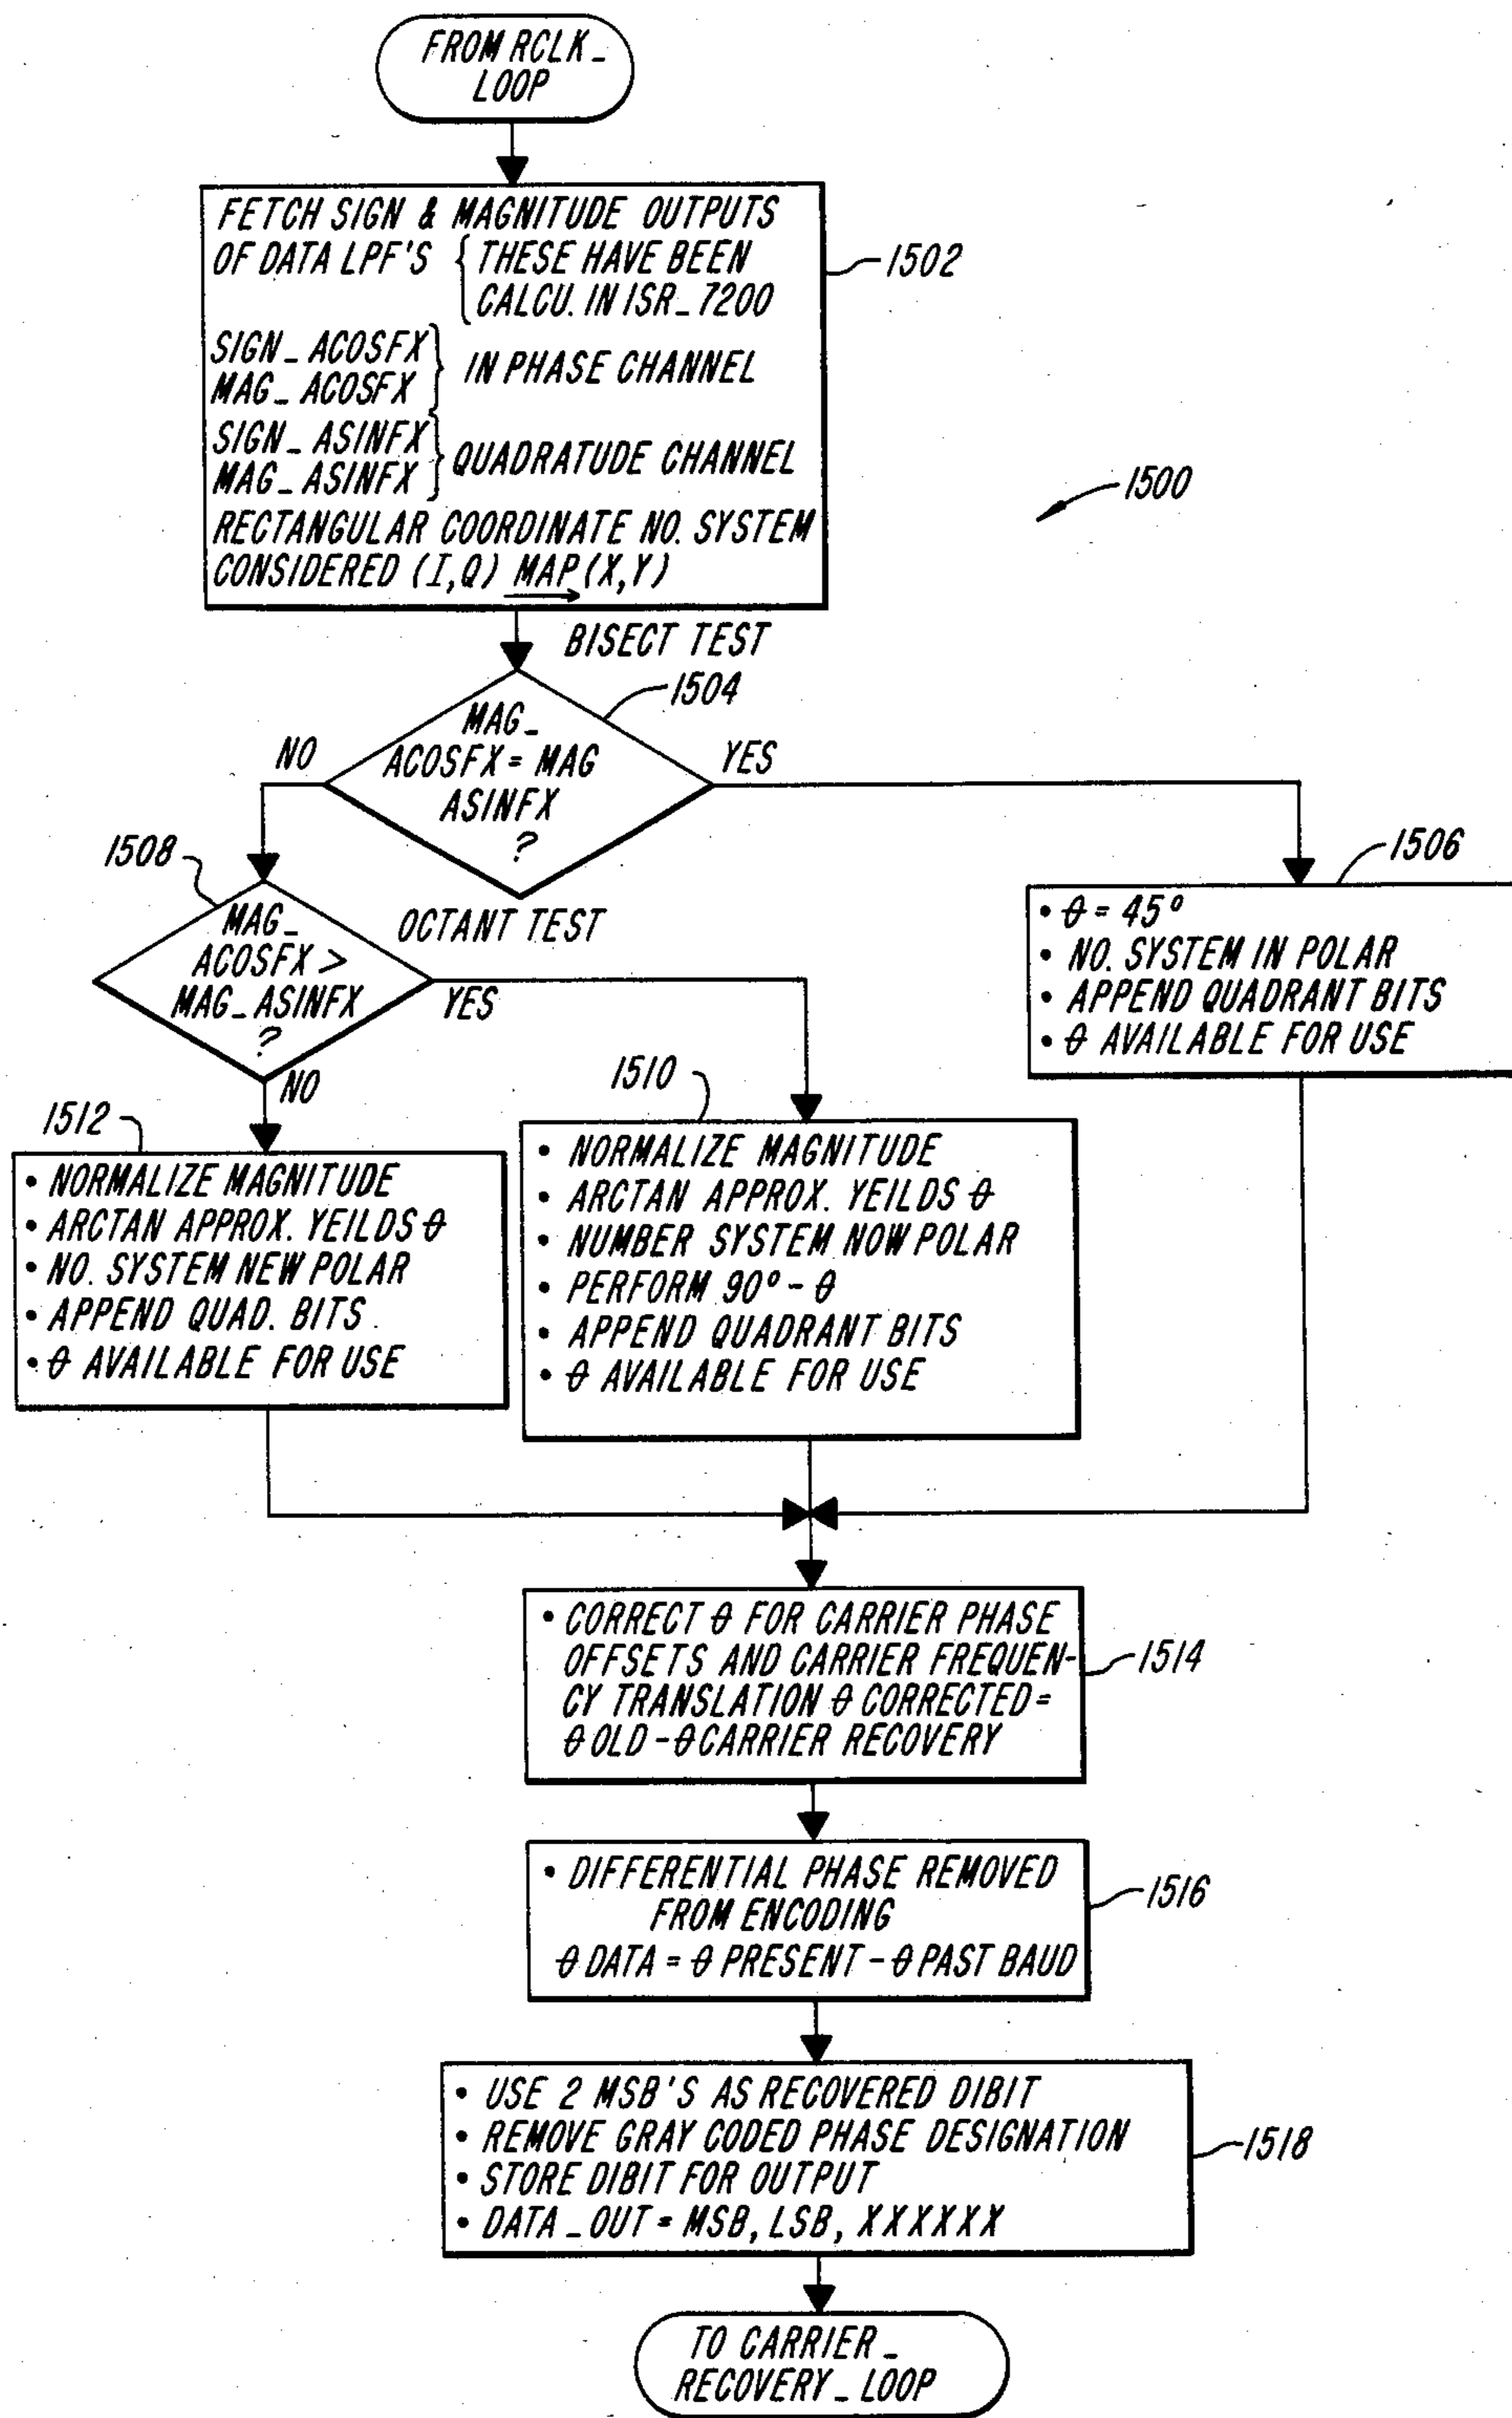 FROM RCLK_
LOOP
FETCH SIGN & MAGNITUDE OUTPUTS
OF DATA LPF'S { THESE HAVE BEEN
CALCU. IN ISR_7200
SIGN_ACOSFX
MAG_ACOSFX
} IN PHASE CHANNEL
SIGN_ASINFX
MAG_ASINFX
} QUADRATUDE CHANNEL
RECTANGULAR COORDINATE NO. SYSTEM
CONSIDERED (I,Q) MAP (X,Y)
1502
1500
BISECT TEST
1504
MAG_
ACOSFX = MAG
ASINFX
?
NO
YES
1508
MAG_
ACOSFX >
MAG_ASINFX
?
OCTANT TEST
YES
NO
1506
• θ = 45°
• NO. SYSTEM IN POLAR
• APPEND QUADRANT BITS
• θ AVAILABLE FOR USE
1512
• NORMALIZE MAGNITUDE
• ARCTAN APPROX. YEILDS θ
• NO. SYSTEM NEW POLAR
• APPEND QUAD. BITS
• θ AVAILABLE FOR USE
1510
• NORMALIZE MAGNITUDE
• ARCTAN APPROX. YEILDS θ
• NUMBER SYSTEM NOW POLAR
• PERFORM 90° - θ
• APPEND QUADRANT BITS
• θ AVAILABLE FOR USE
• CORRECT θ FOR CARRIER PHASE
OFFSETS AND CARRIER FREQUEN-
CY TRANSLATION θ CORRECTED =
θ OLD - θ CARRIER RECOVERY
1514
• DIFFERENTIAL PHASE REMOVED
FROM ENCODING
θ DATA = θ PRESENT - θ PAST BAUD
1516
• USE 2 MSB'S AS RECOVERED DIBIT
• REMOVE GRAY CODED PHASE DESIGNATION
• STORE DIBIT FOR OUTPUT
• DATA_OUT = MSB, LSB, XXXXXX
1518
TO CARRIER_
RECOVERY_LOOP